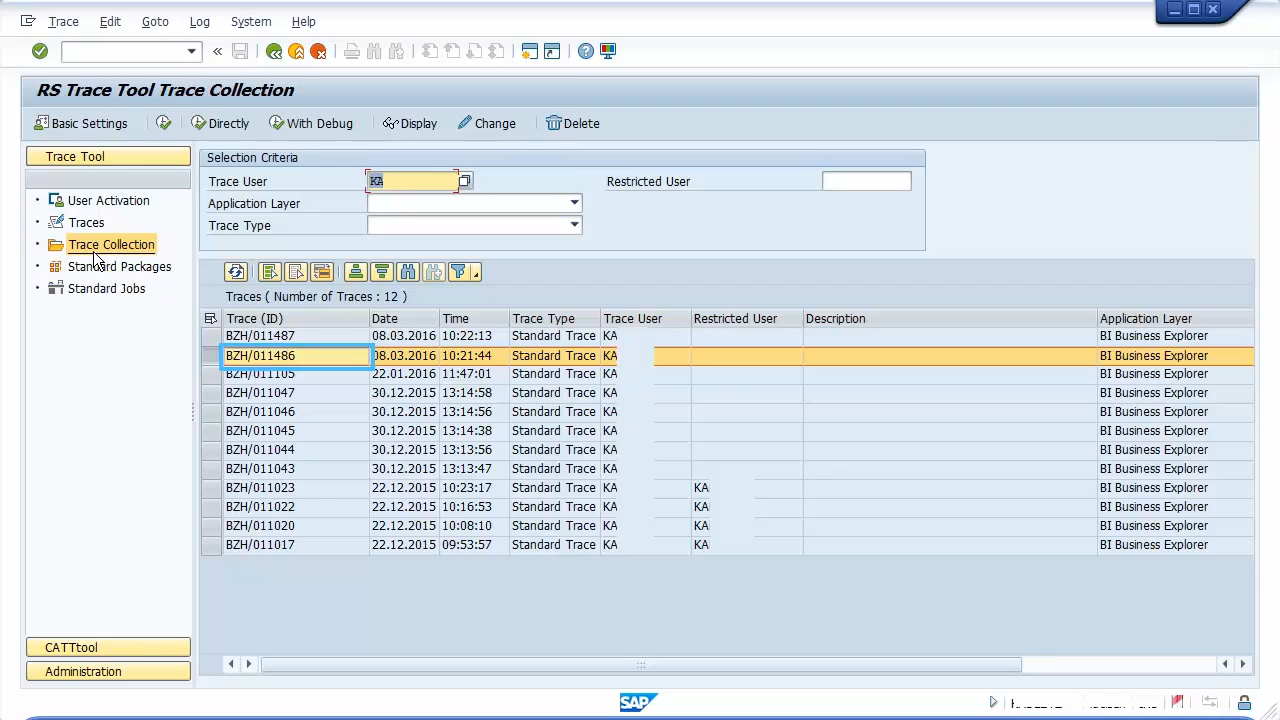 Trace Edit Goto Log System Help
RS Trace Tool Trace Collection
Basic Settings Directly With Debug Display Change Delete
Trace Tool
User Activation
Traces
Trace Collection
Standard Packages
Standard Jobs
CATTtool
Administration
Selection Criteria
Trace User KA Restricted User
Application Layer
Trace Type
Traces ( Number of Traces : 12 )
Trace (ID) Date Time Trace Type Trace User Restricted User Description Application Layer
BZH/011487 08.03.2016 10:22:13 Standard Trace KA BI Business Explorer
BZH/011486 08.03.2016 10:21:44 Standard Trace KA BI Business Explorer
BZH/011105 22.01.2016 11:47:01 Standard Trace KA BI Business Explorer
BZH/011047 30.12.2015 13:14:58 Standard Trace KA BI Business Explorer
BZH/011046 30.12.2015 13:14:56 Standard Trace KA BI Business Explorer
BZH/011045 30.12.2015 13:14:38 Standard Trace KA BI Business Explorer
BZH/011044 30.12.2015 13:13:56 Standard Trace KA BI Business Explorer
BZH/011043 30.12.2015 13:13:47 Standard Trace KA BI Business Explorer
BZH/011023 22.12.2015 10:23:17 Standard Trace KA KA BI Business Explorer
BZH/011022 22.12.2015 10:16:53 Standard Trace KA KA BI Business Explorer
BZH/011020 22.12.2015 10:08:10 Standard Trace KA KA BI Business Explorer
BZH/011017 22.12.2015 09:53:57 Standard Trace KA KA BI Business Explorer
SAP